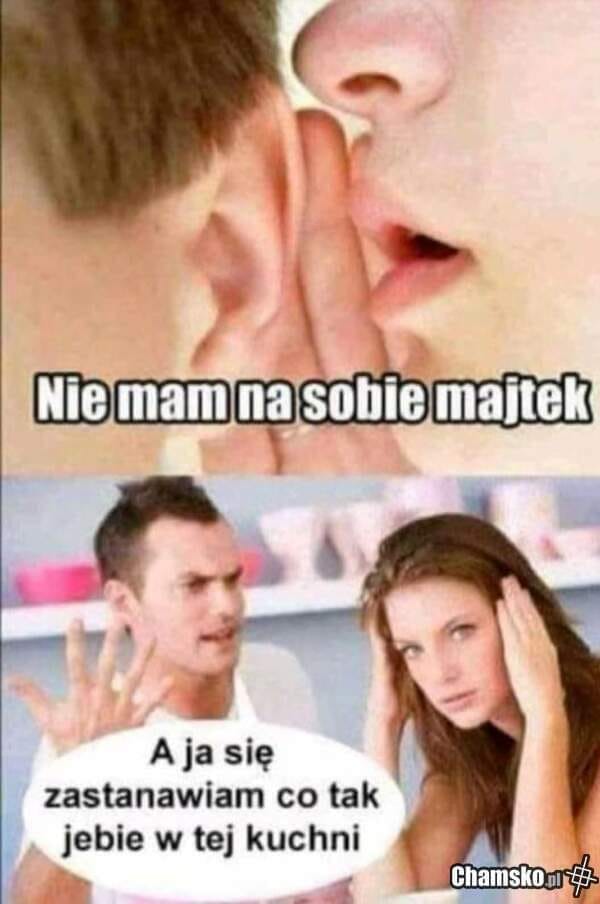 Nie mam na sobie majtek
A ja się
zastanawiam co tak
jebie w tej kuchni
Chamsko.pl